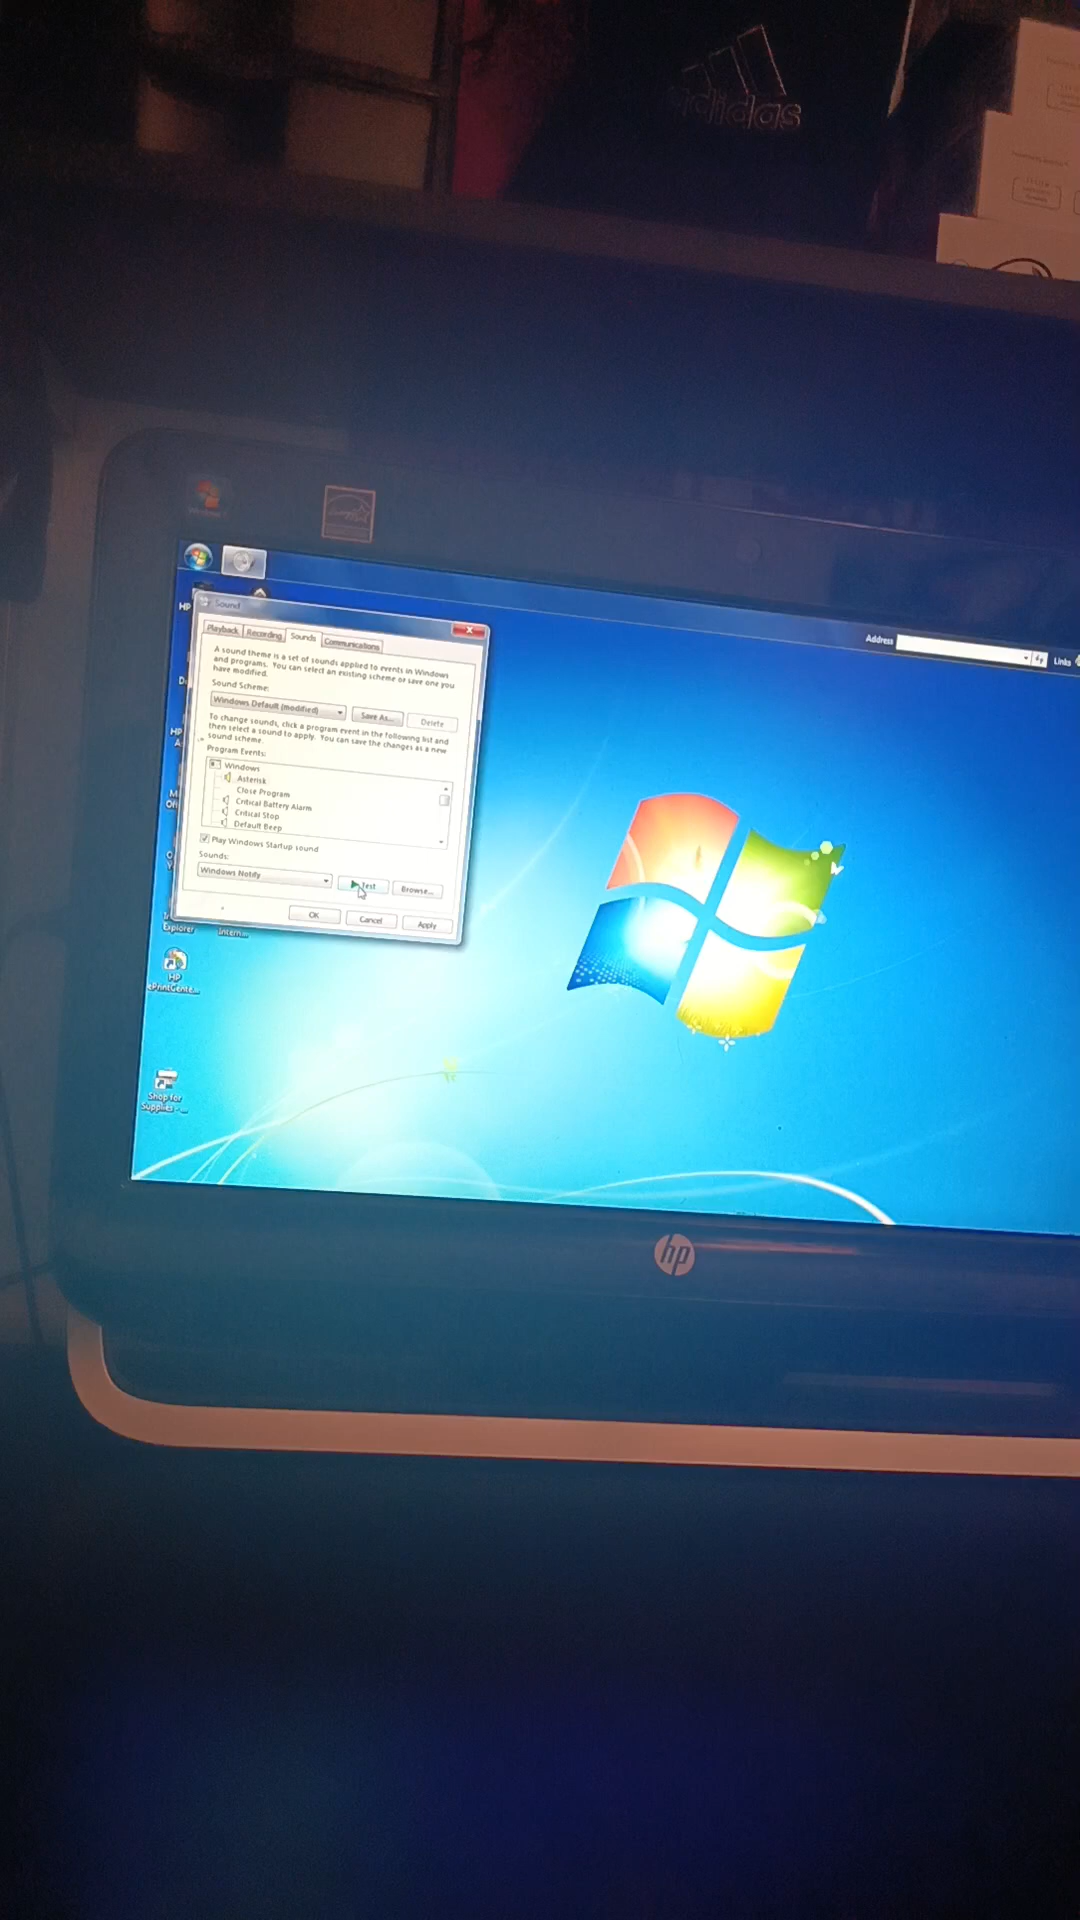 adidas
Address
Links
Sound
Playback
Recording
Sounds
Communications
A sound theme is a set of sounds applied to events in Windows
and programs. You can select an existing scheme or save one you
have modified.
Sound Scheme:
Windows Default (modified)
Save As...
Delete
To change sounds, click a program event in the following list and
then select a sound to apply. You can save the changes as a new
sound scheme.
Program Events:
Windows
Asterisk
Close Program
Critical Battery Alarm
Critical Stop
Default Beep
Play Windows Startup sound
Sounds:
Windows Notify
Test
Browse...
OK
Cancel
Apply
HP
HP
Explorer
Intern...
HP
ePrintCente...
Shop for
Supplies - ...
hp